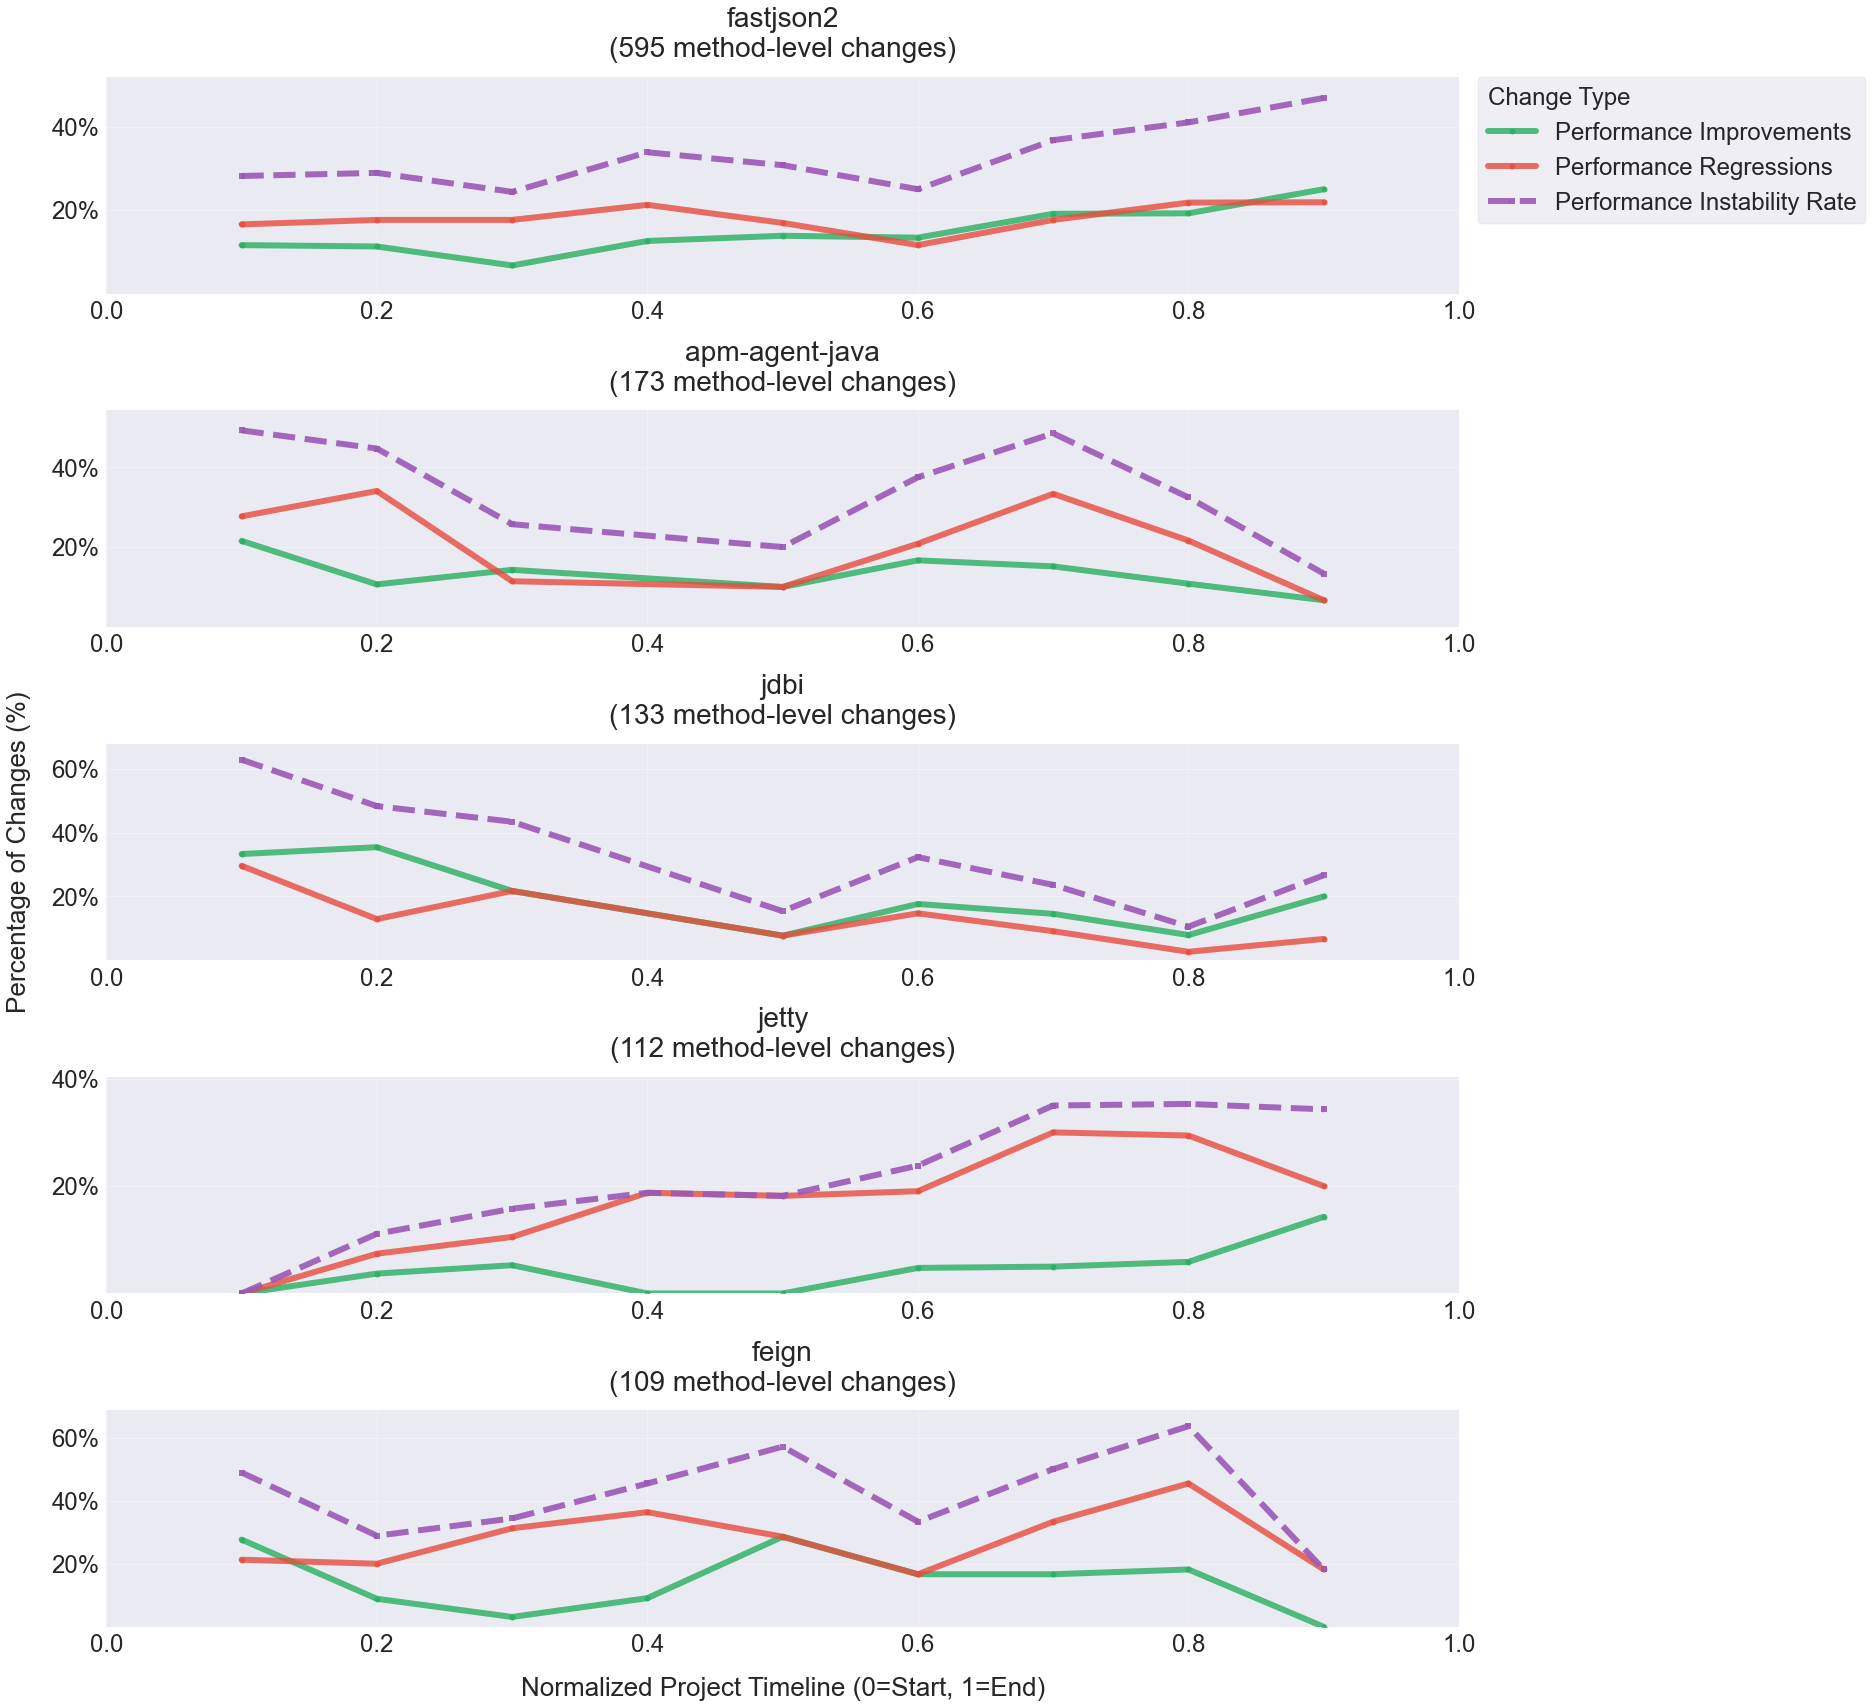 fastjson2
(595 method-level changes)
40%
20%
0.0 0.2 0.4 0.6 0.8 1.0
Change Type
Performance Improvements
Performance Regressions
Performance Instability Rate
apm-agent-java
(173 method-level changes)
40%
20%
0.0 0.2 0.4 0.6 0.8 1.0
Percentage of Changes (%)
jdbi
(133 method-level changes)
60%
40%
20%
0.0 0.2 0.4 0.6 0.8 1.0
jetty
(112 method-level changes)
40%
20%
0.0 0.2 0.4 0.6 0.8 1.0
feign
(109 method-level changes)
60%
40%
20%
0.0 0.2 0.4 0.6 0.8 1.0
Normalized Project Timeline (0=Start, 1=End)